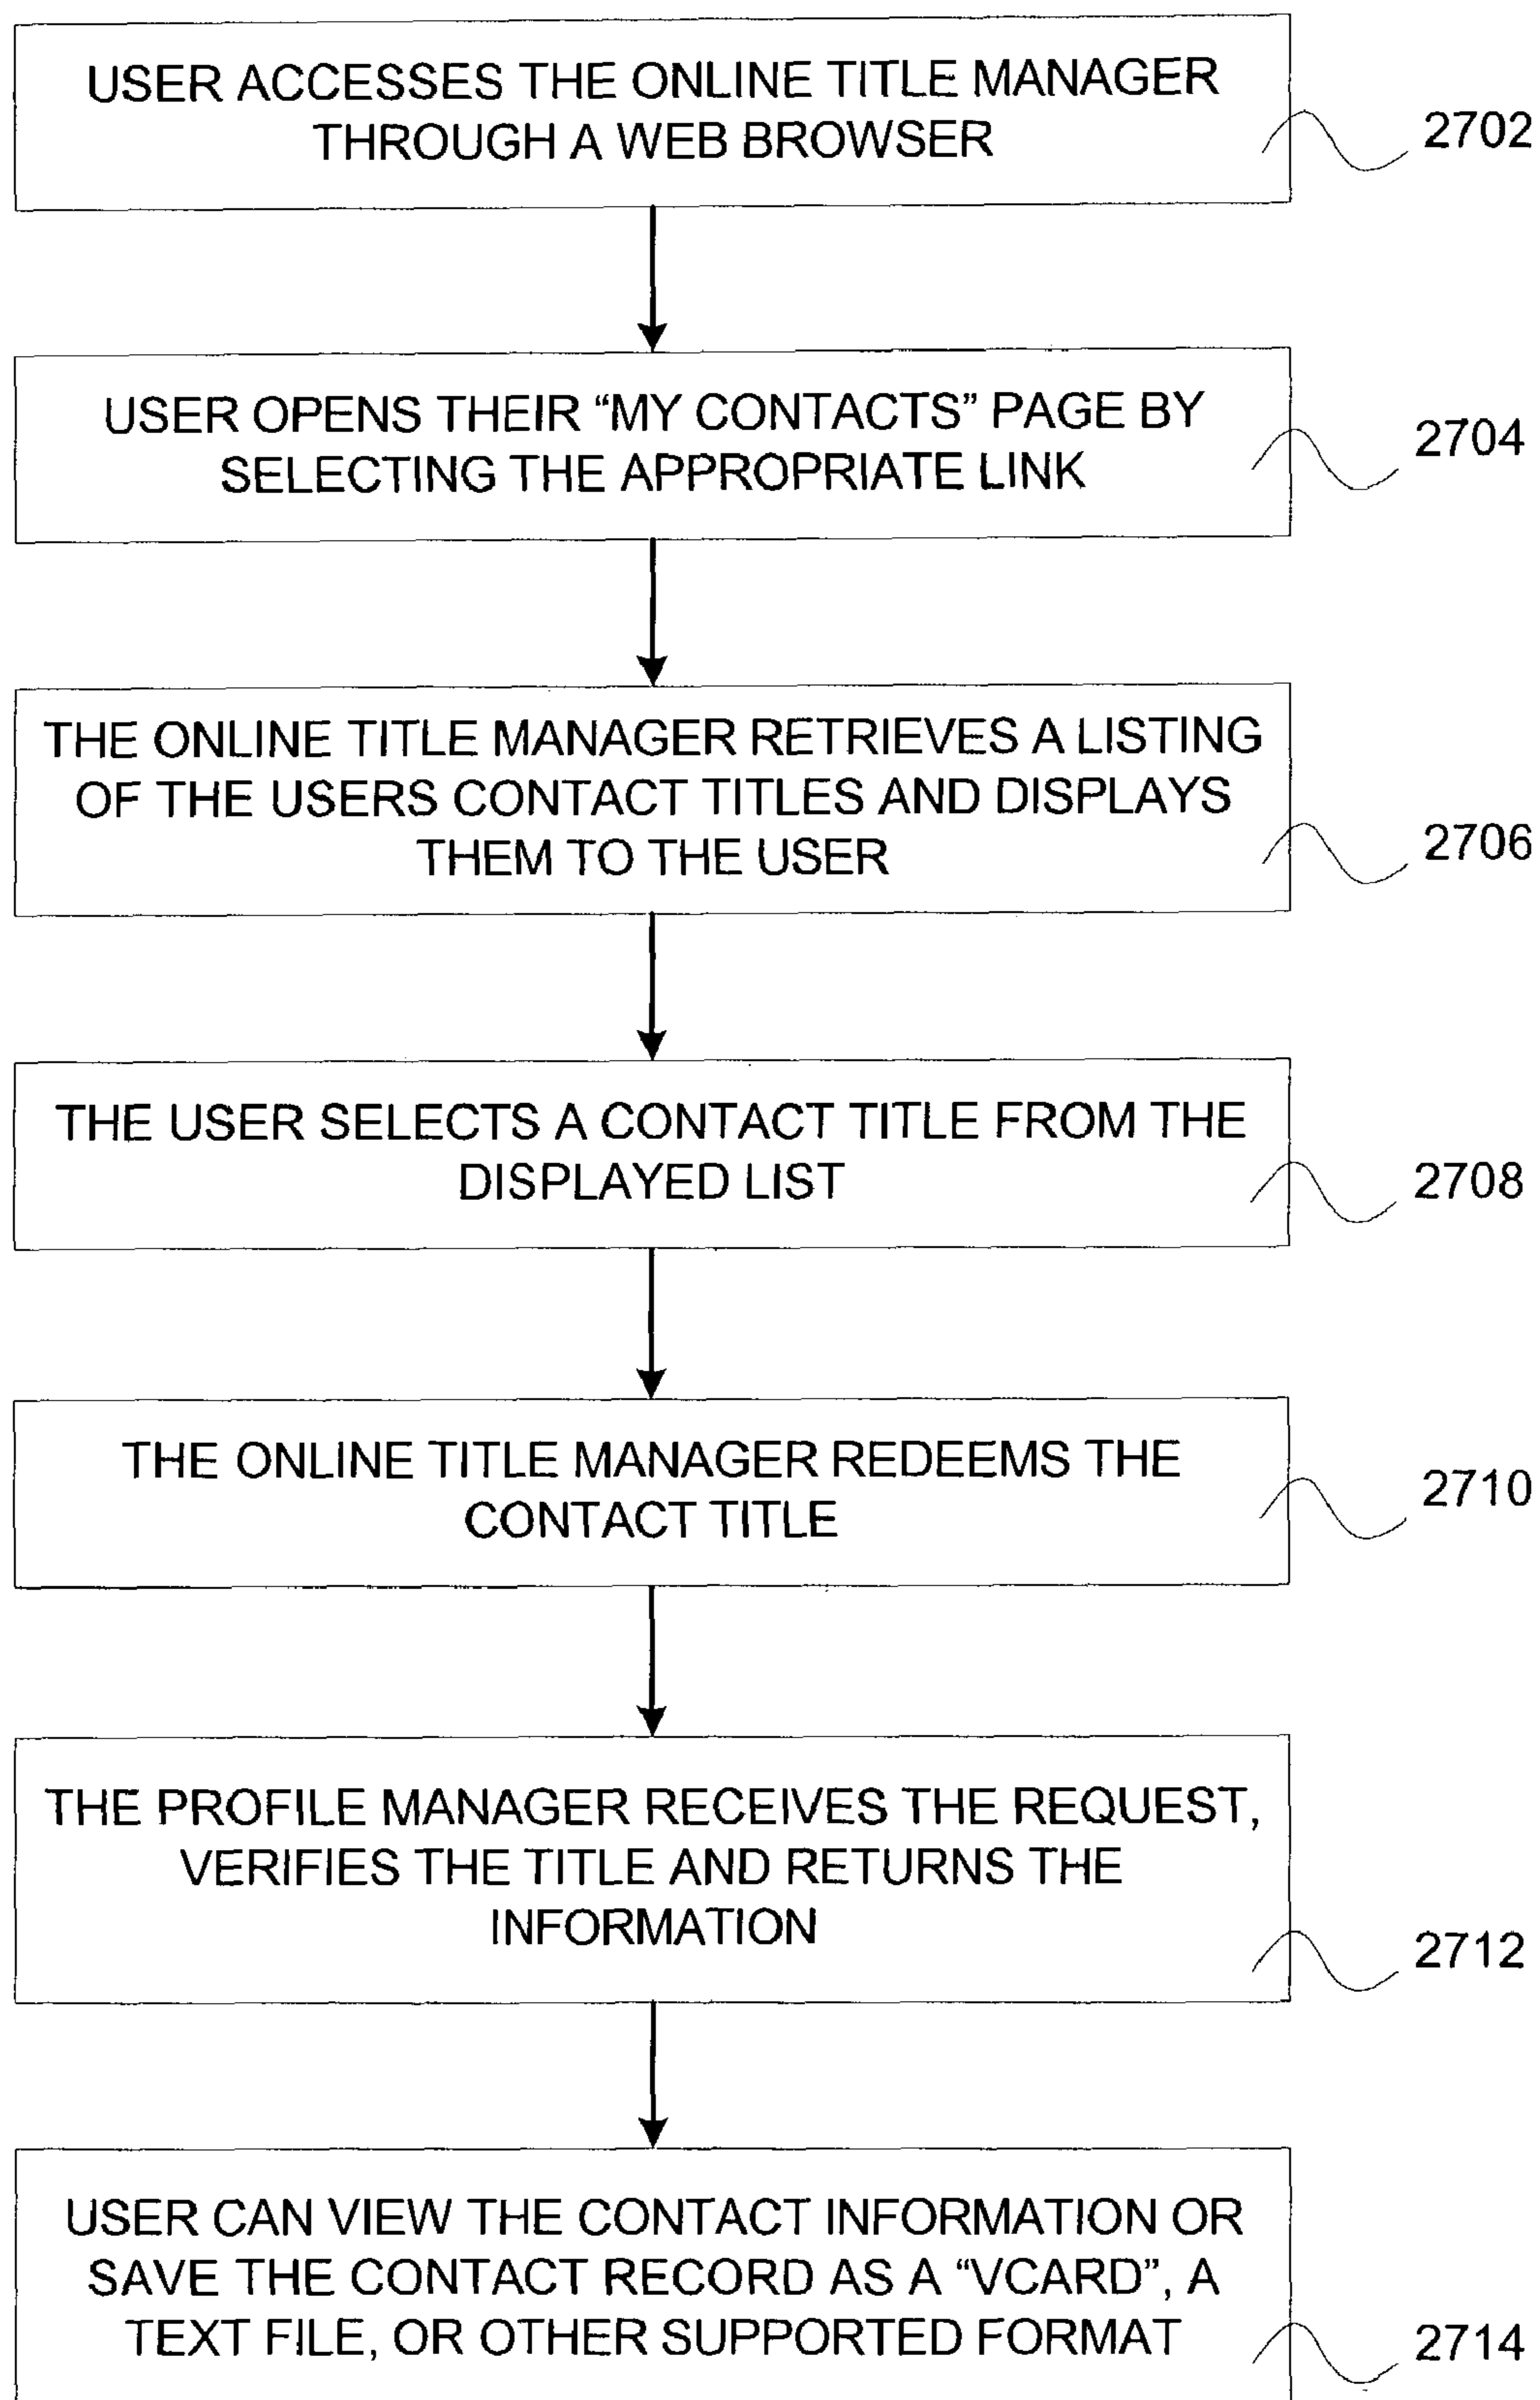 USER ACCESSES THE ONLINE TITLE MANAGER
THROUGH A WEB BROWSER
2702
USER OPENS THEIR “MY CONTACTS” PAGE BY
SELECTING THE APPROPRIATE LINK
2704
THE ONLINE TITLE MANAGER RETRIEVES A LISTING
OF THE USERS CONTACT TITLES AND DISPLAYS
THEM TO THE USER
2706
THE USER SELECTS A CONTACT TITLE FROM THE
DISPLAYED LIST
2708
THE ONLINE TITLE MANAGER REDEEMS THE
CONTACT TITLE
2710
THE PROFILE MANAGER RECEIVES THE REQUEST,
VERIFIES THE TITLE AND RETURNS THE
INFORMATION
2712
USER CAN VIEW THE CONTACT INFORMATION OR
SAVE THE CONTACT RECORD AS A “VCARD”, A
TEXT FILE, OR OTHER SUPPORTED FORMAT
2714